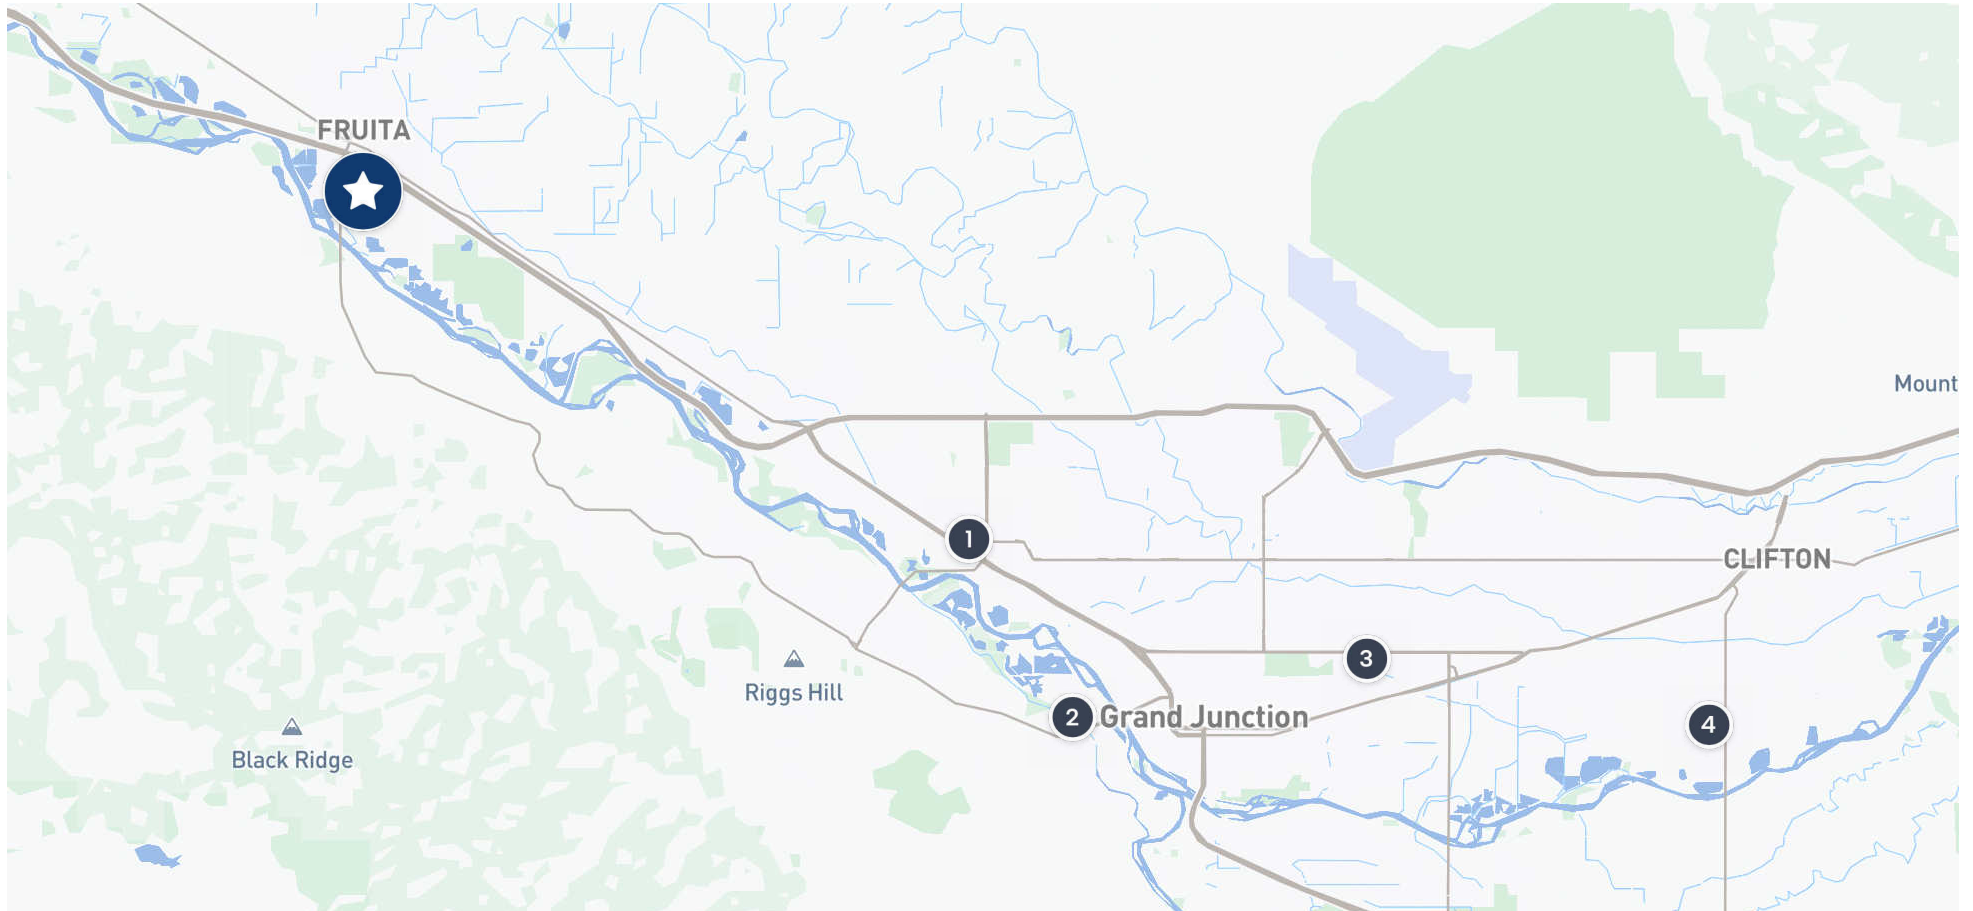 FRUITA
Mount
1
CLIFTON
3
Riggs Hill
2
Grand Junction
4
Black Ridge